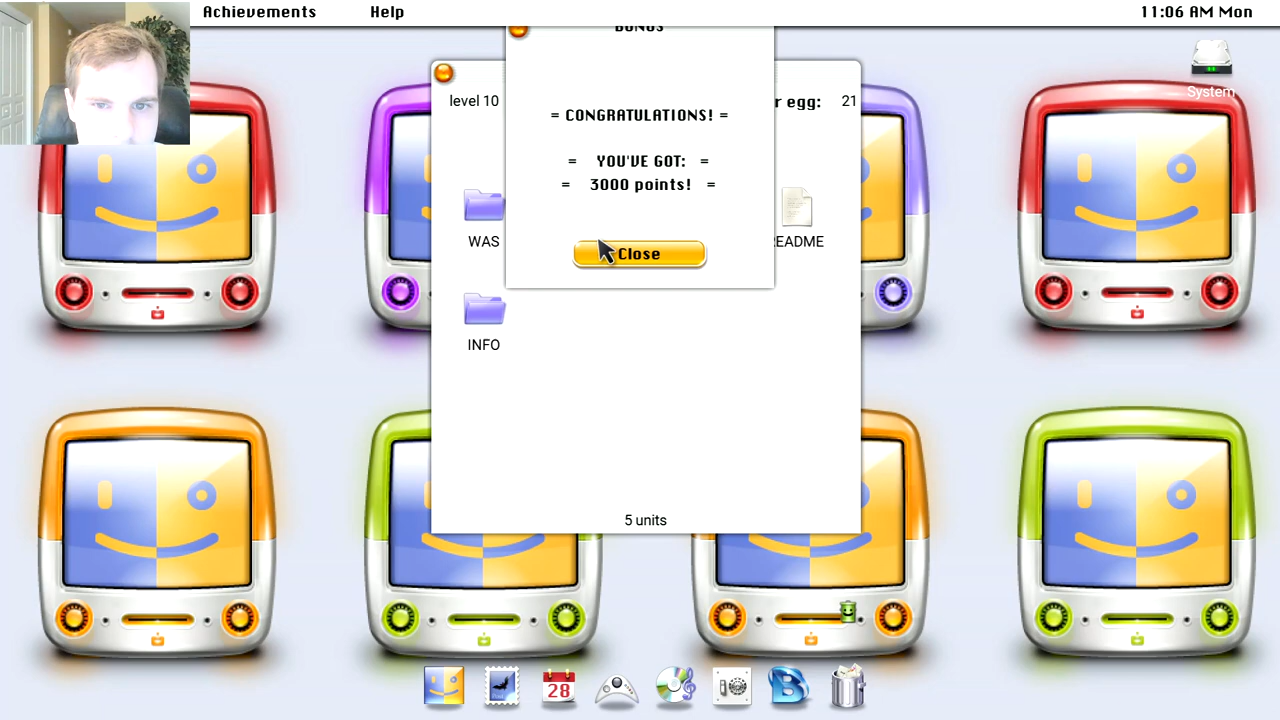 Achievements Help 11:06 AM Mon
BONUS
level 10 r egg: 21
System
= CONGRATULATIONS! =
= YOU'VE GOT: =
= 3000 points! =
WAS README
Close
INFO
5 units
28